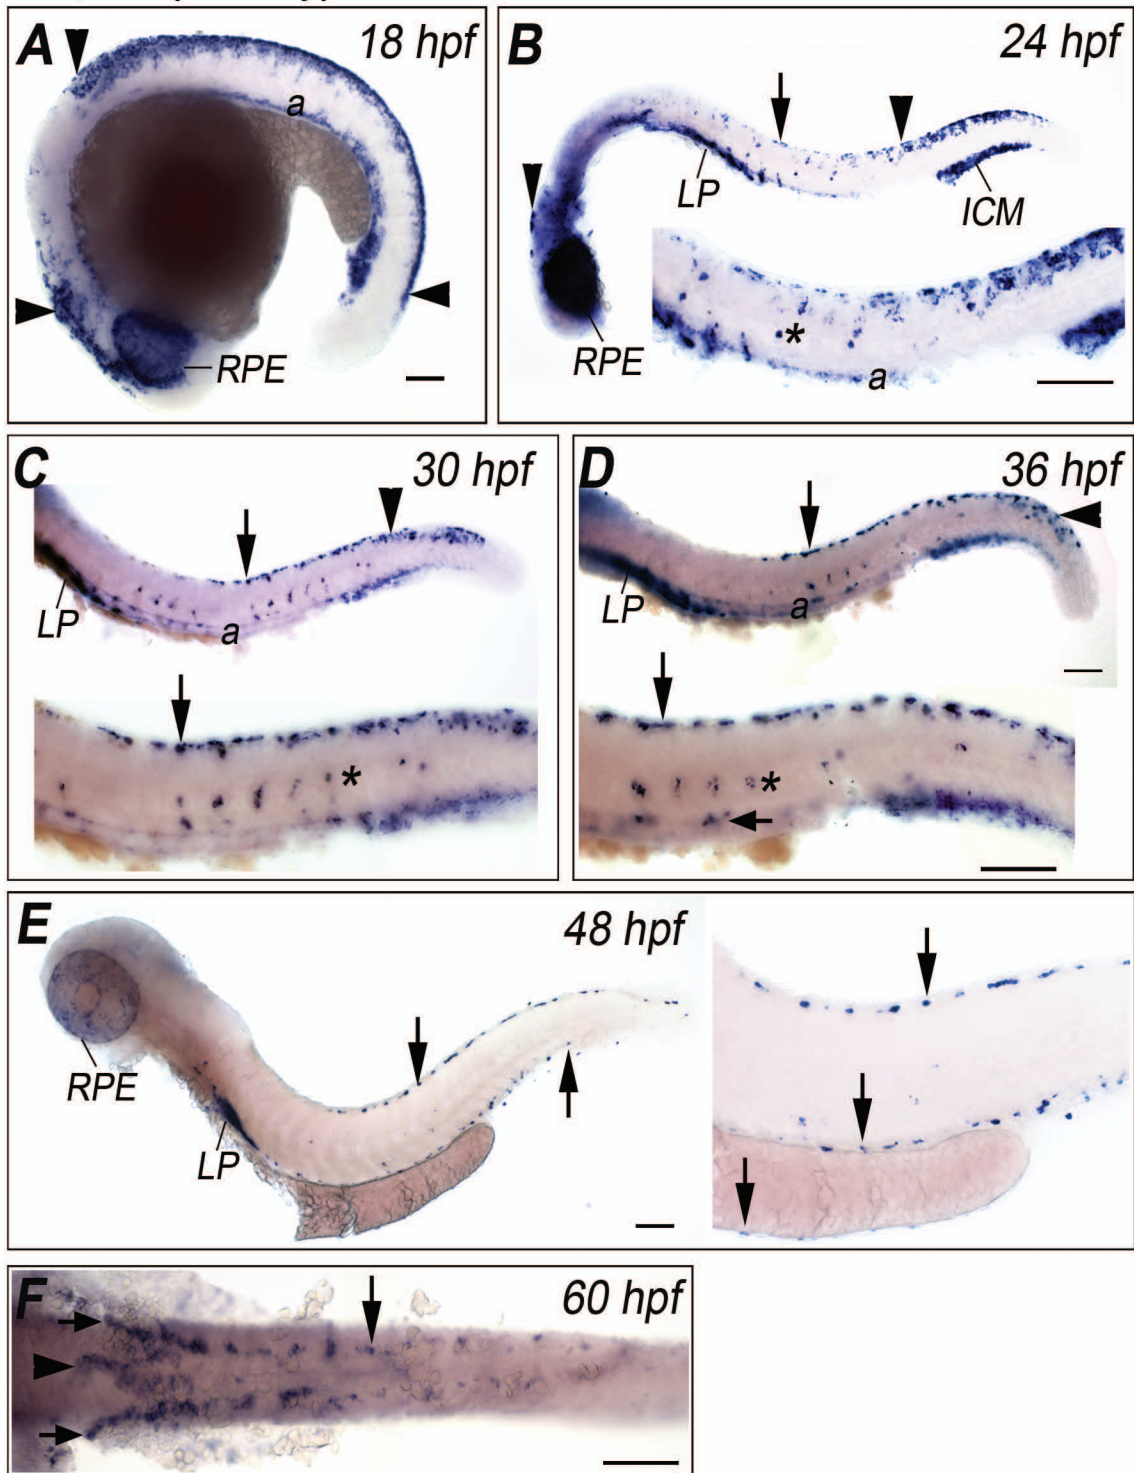 A 18 hpf
a
RPE
B 24 hpf
LP
ICM
RPE
*
a
C 30 hpf
LP
a
*
D 36 hpf
LP
a
*
E 48 hpf
RPE
LP
F 60 hpf